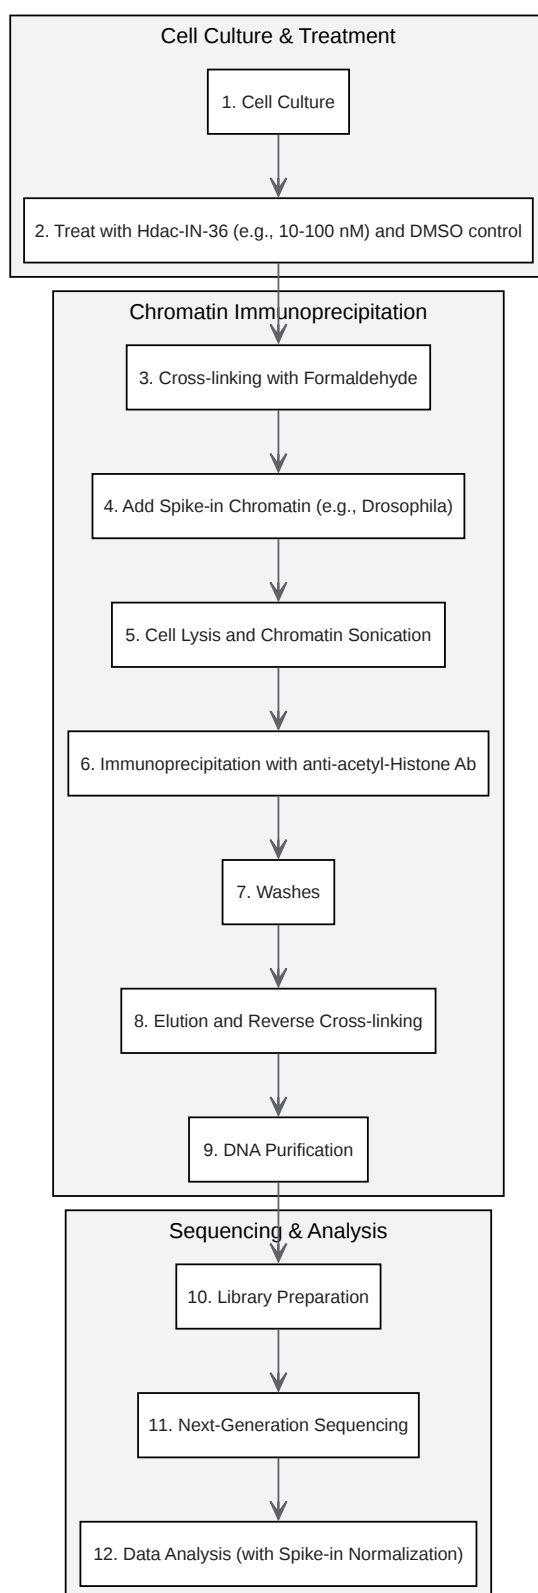 Cell Culture & Treatment
1. Cell Culture
2. Treat with Hdac-IN-36 (e.g., 10-100 nM) and DMSO control
Chromatin Immunoprecipitation
3. Cross-linking with Formaldehyde
4. Add Spike-in Chromatin (e.g., Drosophila)
5. Cell Lysis and Chromatin Sonication
6. Immunoprecipitation with anti-acetyl-Histone Ab
7. Washes
8. Elution and Reverse Cross-linking
9. DNA Purification
Sequencing & Analysis
10. Library Preparation
11. Next-Generation Sequencing
12. Data Analysis (with Spike-in Normalization)